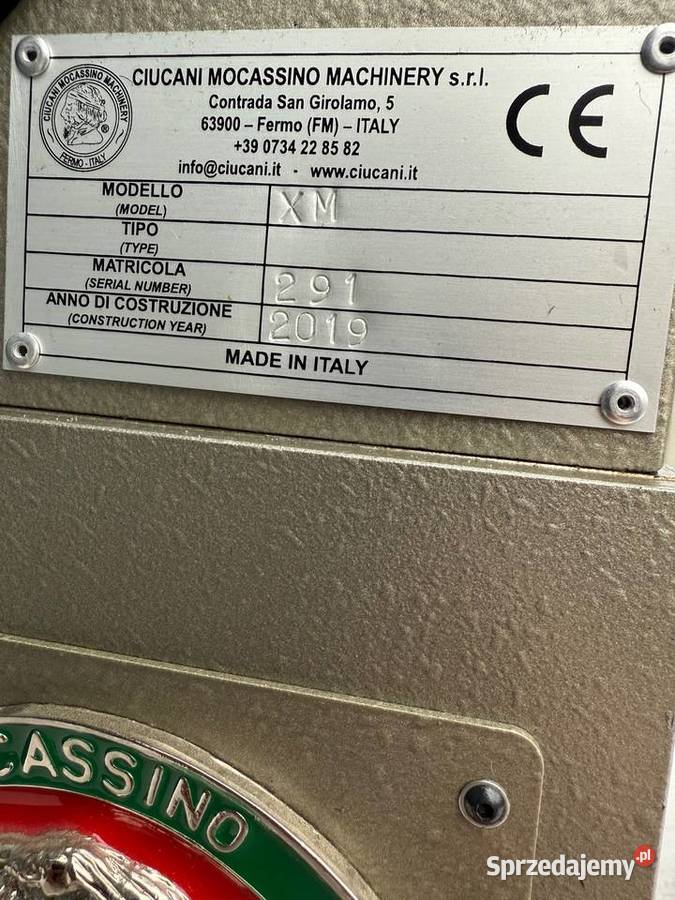 CIUCANI MOCASSINO MACHINERY
FERMO - ITALY
®
CIUCANI MOCASSINO MACHINERY s.r.l.
Contrada San Girolamo, 5
63900 – Fermo (FM) – ITALY
+39 0734 22 85 82
info@ciucani.it - www.ciucani.it
CE
MODELLO
(MODEL)
XM
TIPO
(TYPE)
MATRICOLA
(SERIAL NUMBER)
291
ANNO DI COSTRUZIONE
(CONSTRUCTION YEAR)
2019
MADE IN ITALY
CASSINO
Sprzedajemy.pl